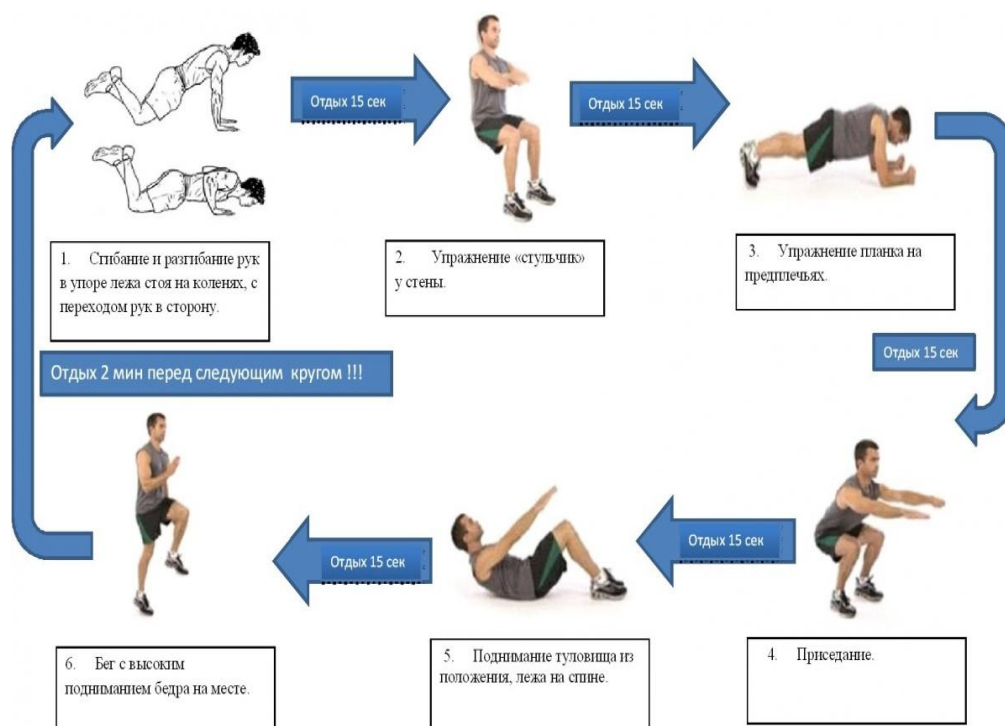 Отдых 15 сек
Отдых 15 сек
1. Сгибание и разгибание рук
в упоре лежа стоя на коленях, с
переходом рук в сторону.
2. Упражнение «стульчик»
у стены.
3. Упражнение планка на
предплечьях.
Отдых 15 сек
Отдых 2 мин перед следующим кругом !!!
Отдых 15 сек
Отдых 15 сек
4. Приседание.
5. Поднимание туловища из
положения, лежа на спине.
6. Бег с высоким
подниманием бедра на месте.